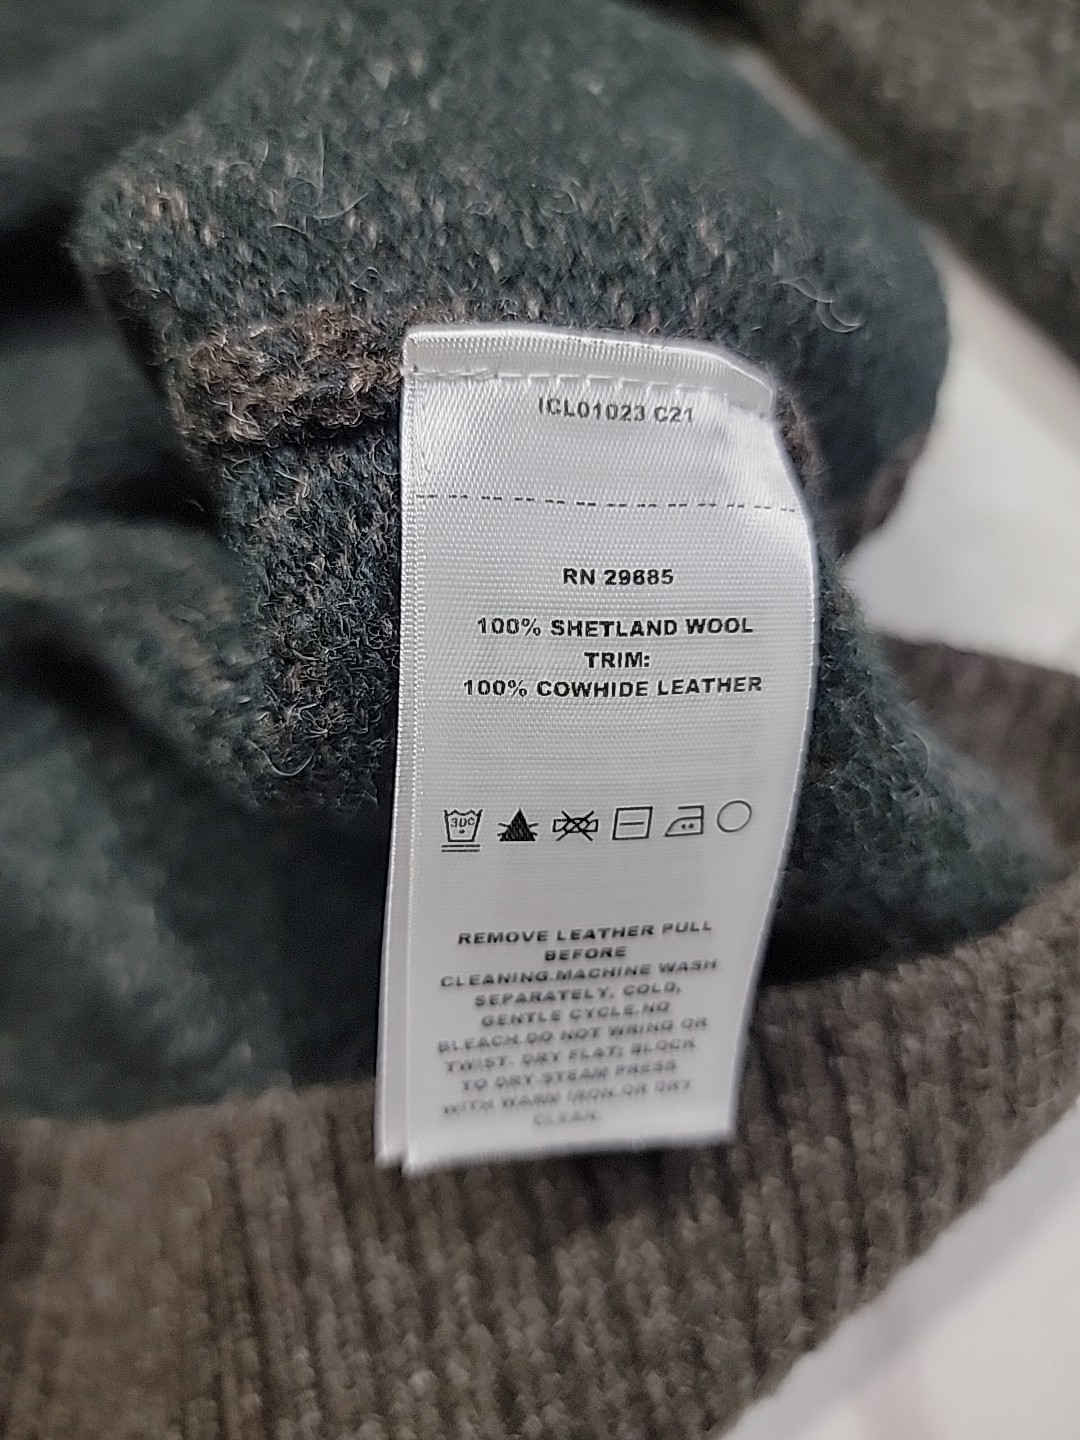 ICL01023 C21
RN 29685
100% SHETLAND WOOL
TRIM:
100% COWHIDE LEATHER
30C
REMOVE LEATHER PULL
BEFORE
CLEANING.MACHINE WASH
SEPARATELY, COLD,
GENTLE CYCLE.NO
BLEACH.DO NOT WRING OR
TWIST. DRY FLAT; BLOCK
TO DRY.STEAM PRESS
WITH WARM IRON.OR DRY
CLEAN.